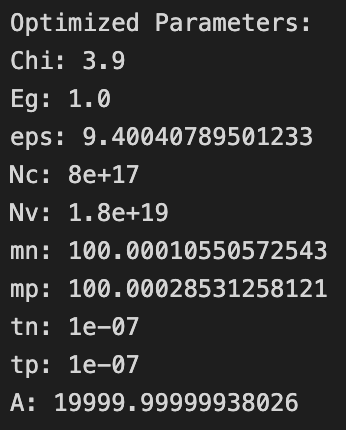 Optimized Parameters:
Chi: 3.9
Eg: 1.0
eps: 9.40040789501233
Nc: 8e+17
Nv: 1.8e+19
mn: 100.00010550572543
mp: 100.00028531258121
tn: 1e-07
tp: 1e-07
A: 19999.99999938026